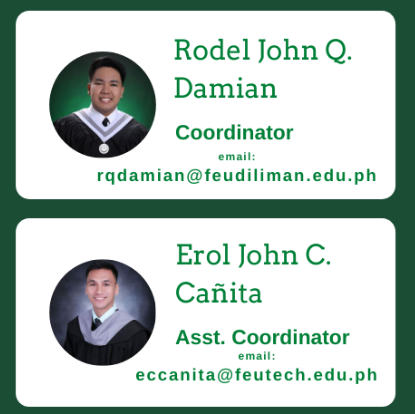 Rodel John Q.
Damian
Coordinator
email:
rqdamian@feudiliman.edu.ph
Erol John C.
Cañita
Asst. Coordinator
email:
eccanita@feutech.edu.ph